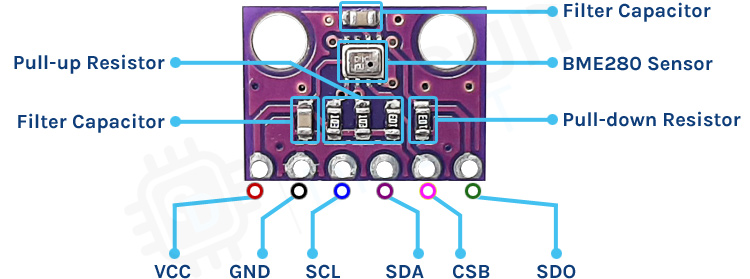 Filter Capacitor
Pull-up Resistor
BME280 Sensor
Filter Capacitor
Pull-down Resistor
VCC GND SCL SDA CSB SDO